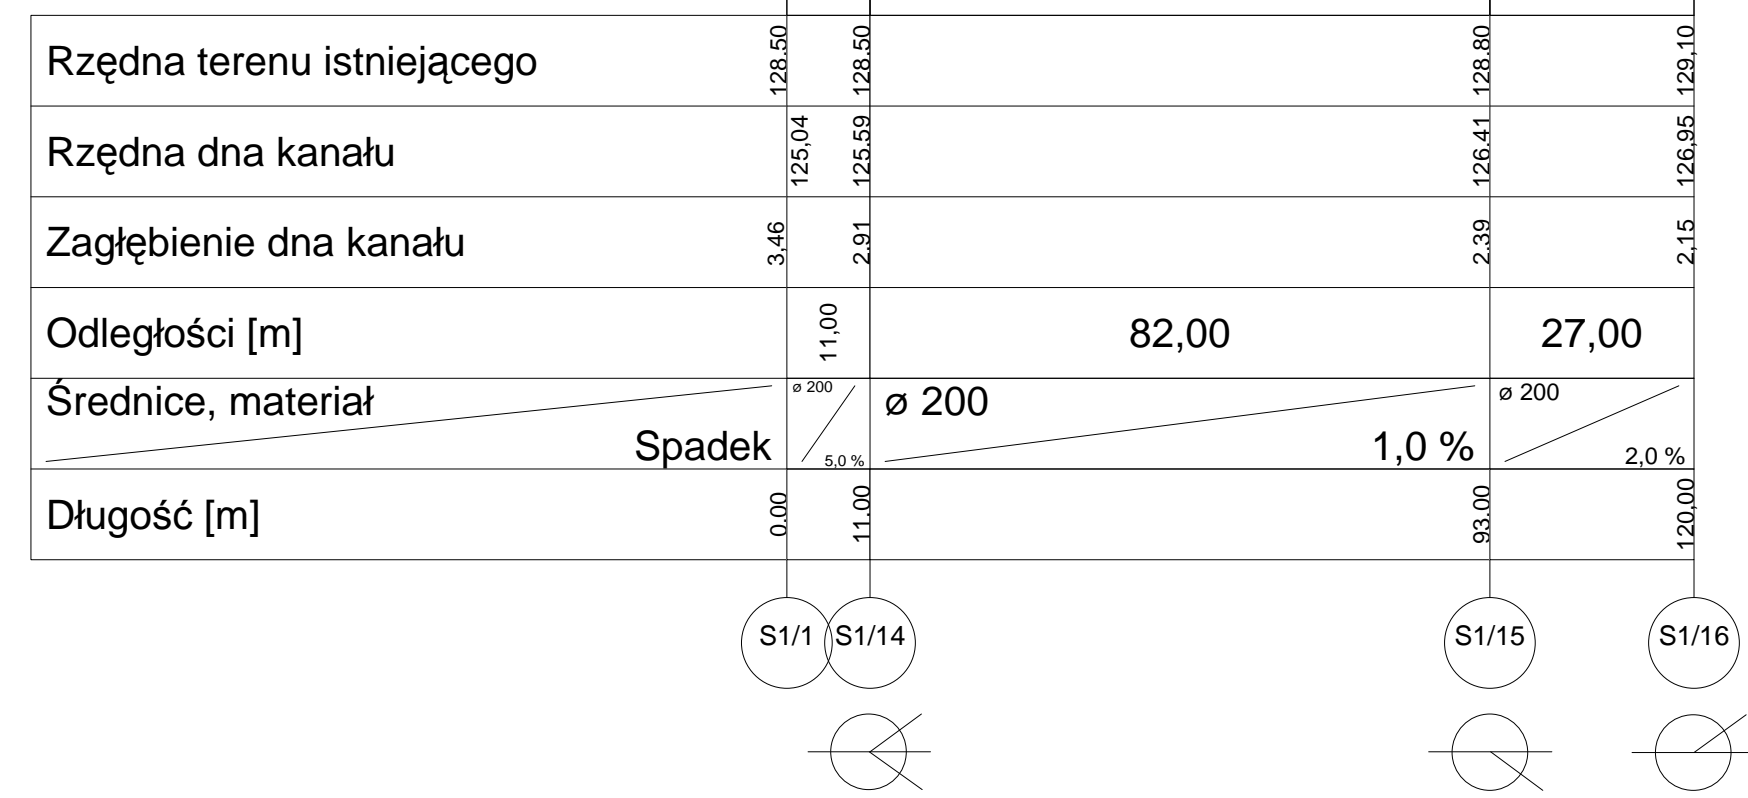 Rzędna terenu istniejącego 128.50 128.50 128.80 129,10
Rzędna dna kanału 125,04 125.59 126.41 126,95
Zagłębienie dna kanału 3,46 2.91 2.39 2,15
Odległości [m] 11,00 82,00 27,00
Średnice, materiał ø 200 ø 200 ø 200
Spadek 5,0 % 1,0 % 2,0 %
Długość [m] 0.00 11.00 93.00 120,00
S1/1 S1/14 S1/15 S1/16